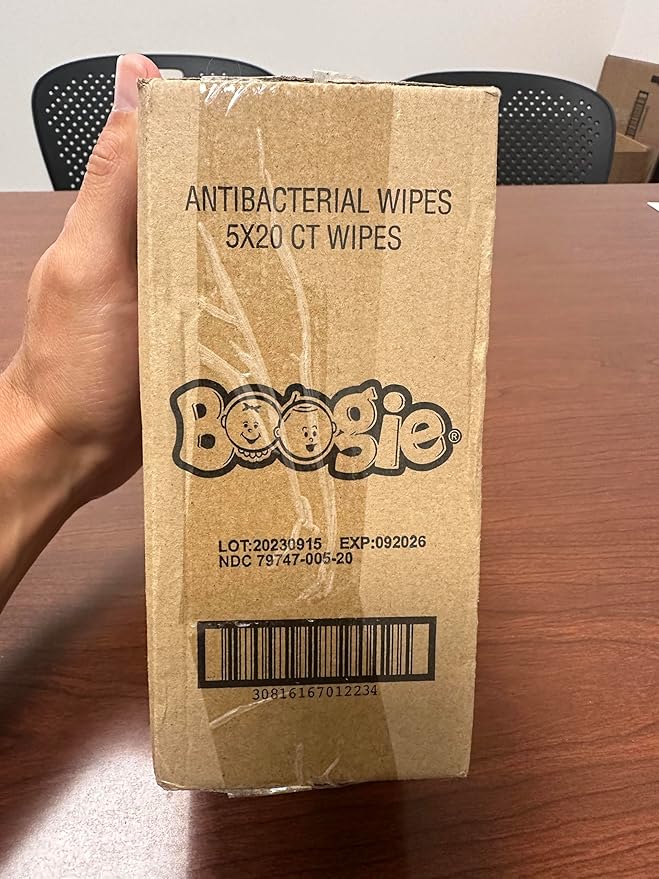 ANTIBACTERIAL WIPES
5X20 CT WIPES
Boogie®
LOT:20230915 EXP:092026
NDC 79747-005-20
30816167012234